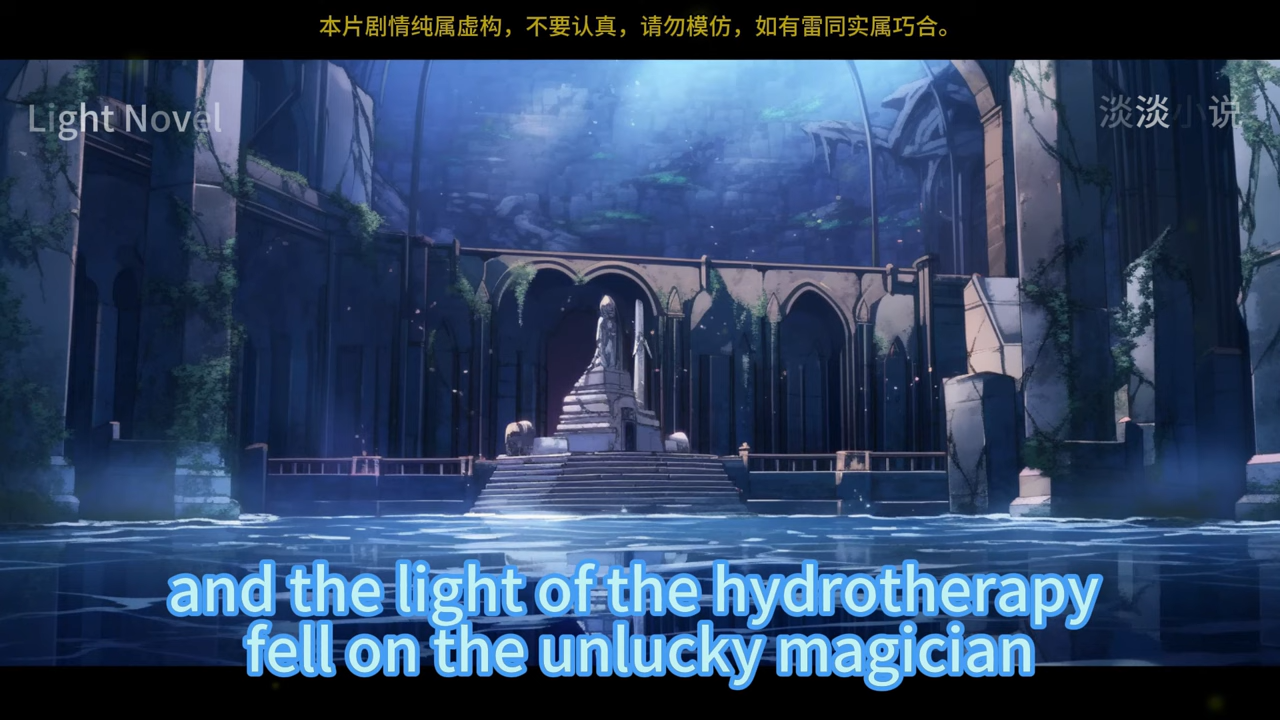 本片剧情纯属虚构，不要认真，请勿模仿，如有雷同实属巧合。
Light Novel
淡淡小说
and the light of the hydrotherapy
fell on the unlucky magician